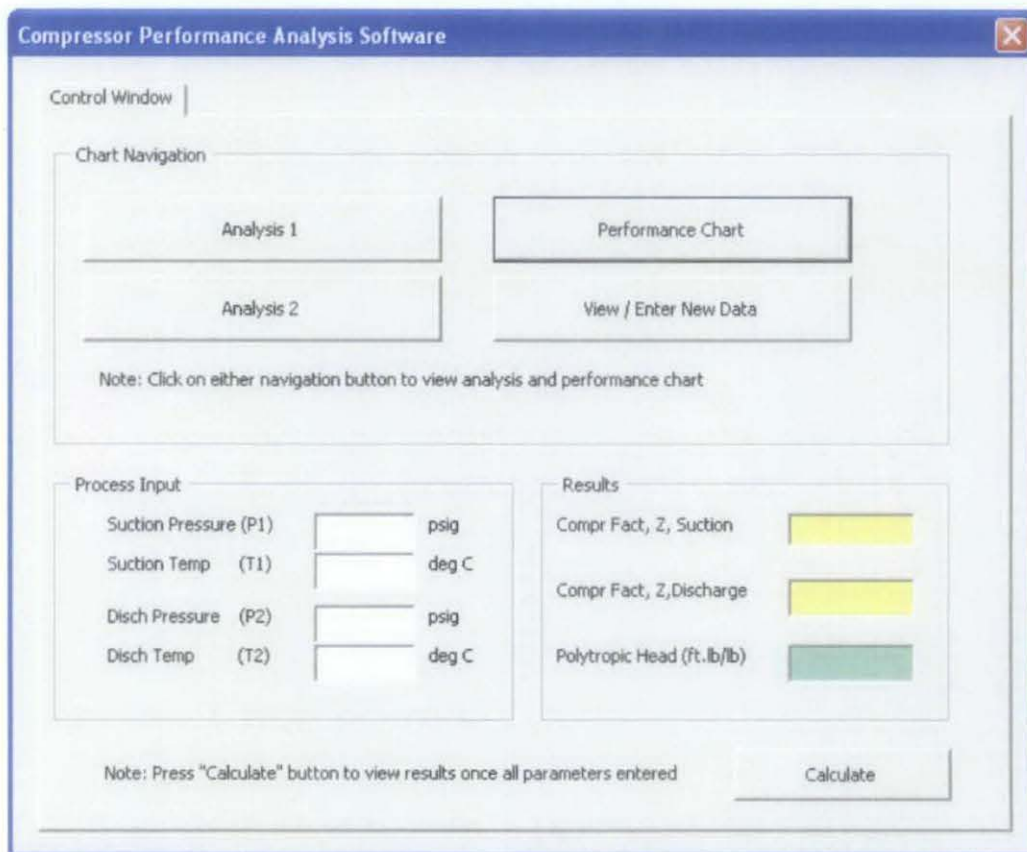 Compressor Performance Analysis Software
Control Window
Chart Navigation
Analysis 1
Performance Chart
Analysis 2
View / Enter New Data
Note: Click on either navigation button to view analysis and performance chart
Process Input
Suction Pressure (P1) psig
Suction Temp (T1) deg C
Disch Pressure (P2) psig
Disch Temp (T2) deg C
Results
Compr Fact, Z, Suction
Compr Fact, Z,Discharge
Polytropic Head (ft.lb/lb)
Note: Press "Calculate" button to view results once all parameters entered
Calculate